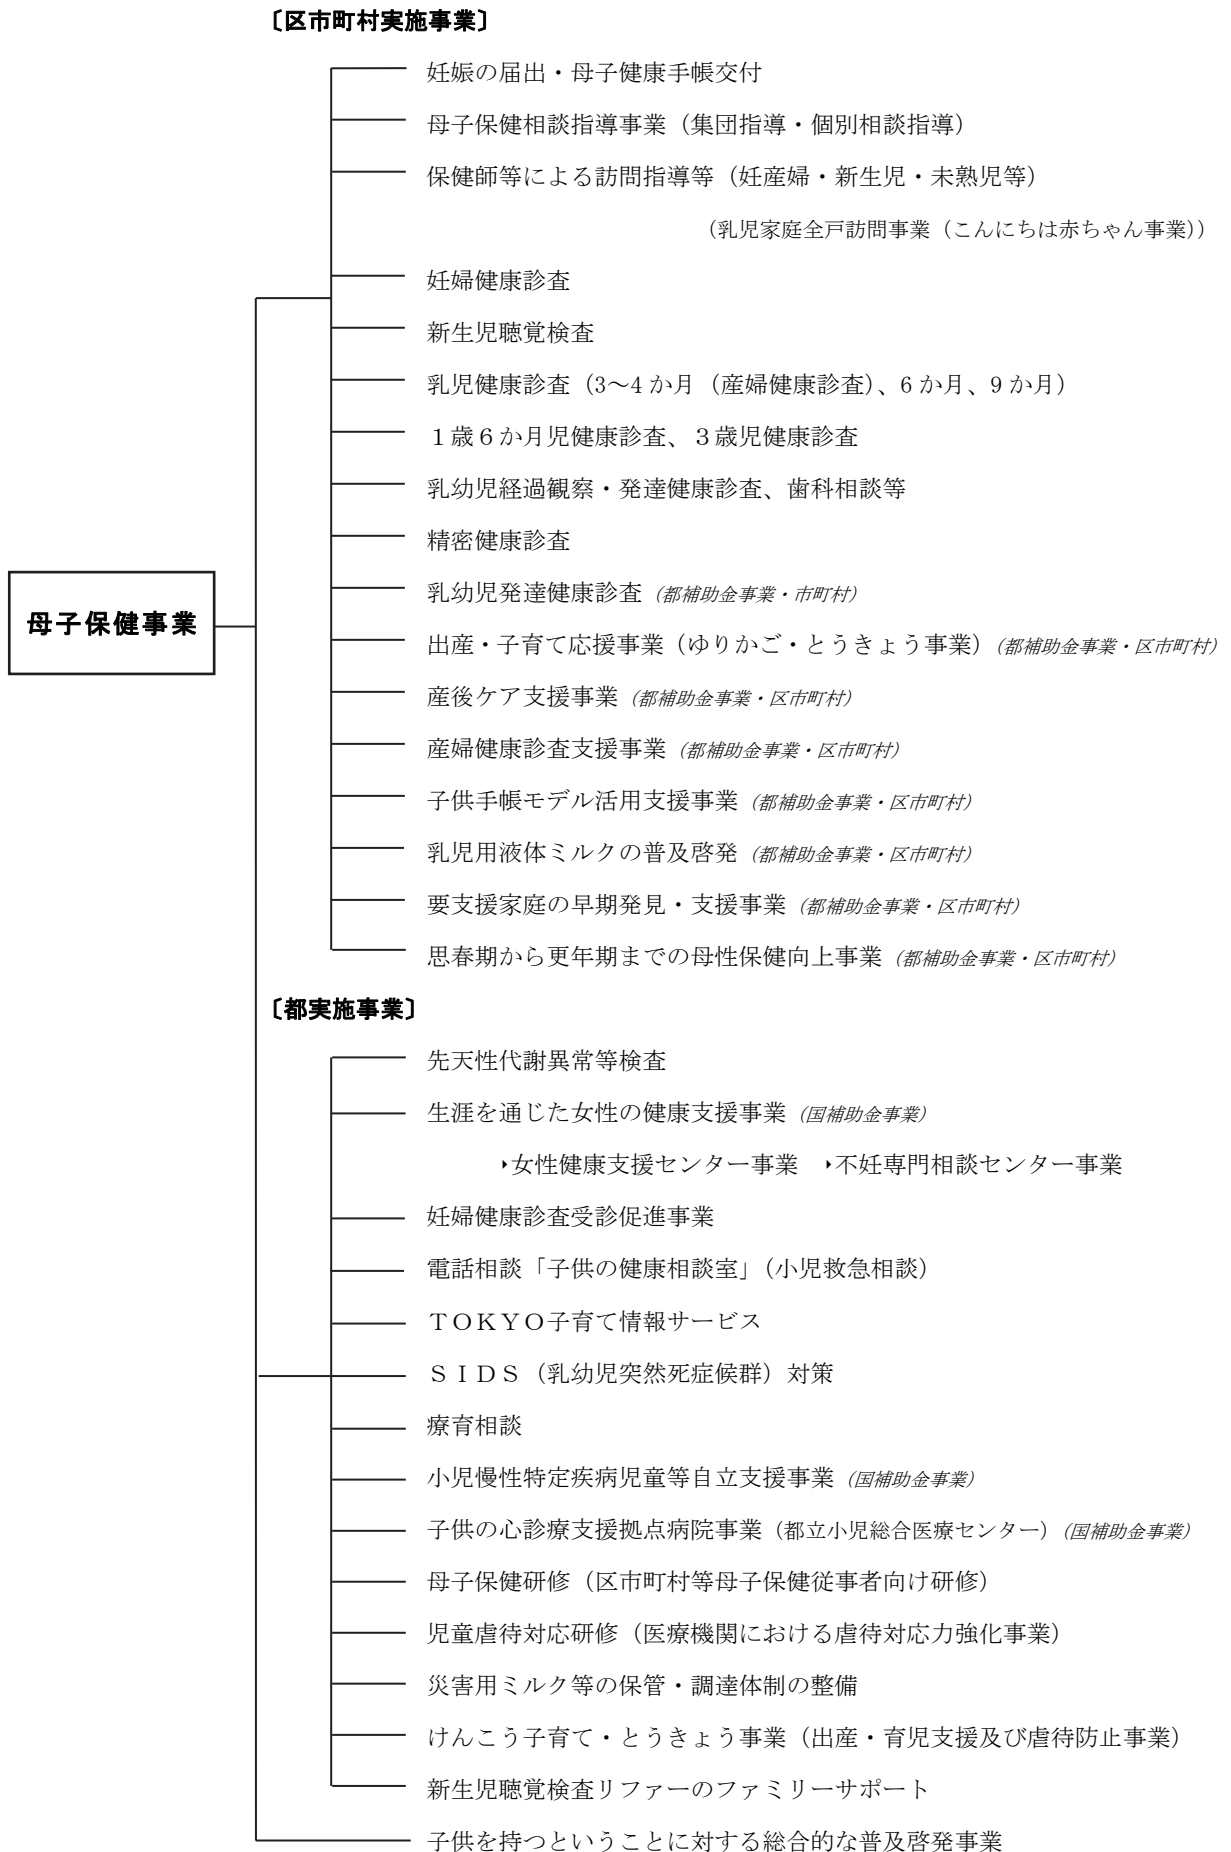 〔区市町村実施事業〕
妊娠の届出・母子健康手帳交付
母子保健相談指導事業（集団指導・個別相談指導）
保健師等による訪問指導等（妊産婦・新生児・未熟児等）
（乳児家庭全戸訪問事業（こんにちは赤ちゃん事業））
妊婦健康診査
新生児聴覚検査
乳児健康診査（3～4か月（産婦健康診査）、6か月、9か月）
１歳６か月児健康診査、３歳児健康診査
乳幼児経過観察・発達健康診査、歯科相談等
精密健康診査
乳幼児発達健康診査（都補助金事業・市町村）
母子保健事業
出産・子育て応援事業（ゆりかご・とうきょう事業）（都補助金事業・区市町村）
産後ケア支援事業（都補助金事業・区市町村）
産婦健康診査支援事業（都補助金事業・区市町村）
子供手帳モデル活用支援事業（都補助金事業・区市町村）
乳児用液体ミルクの普及啓発（都補助金事業・区市町村）
要支援家庭の早期発見・支援事業（都補助金事業・区市町村）
思春期から更年期までの母性保健向上事業（都補助金事業・区市町村）
〔都実施事業〕
先天性代謝異常等検査
生涯を通じた女性の健康支援事業（国補助金事業）
‣女性健康支援センター事業　‣不妊専門相談センター事業
妊婦健康診査受診促進事業
電話相談「子供の健康相談室」（小児救急相談）
ＴＯＫＹＯ子育て情報サービス
ＳＩＤＳ（乳幼児突然死症候群）対策
療育相談
小児慢性特定疾病児童等自立支援事業（国補助金事業）
子供の心診療支援拠点病院事業（都立小児総合医療センター）（国補助金事業）
母子保健研修（区市町村等母子保健従事者向け研修）
児童虐待対応研修（医療機関における虐待対応力強化事業）
災害用ミルク等の保管・調達体制の整備
けんこう子育て・とうきょう事業（出産・育児支援及び虐待防止事業）
新生児聴覚検査リファーのファミリーサポート
子供を持つということに対する総合的な普及啓発事業